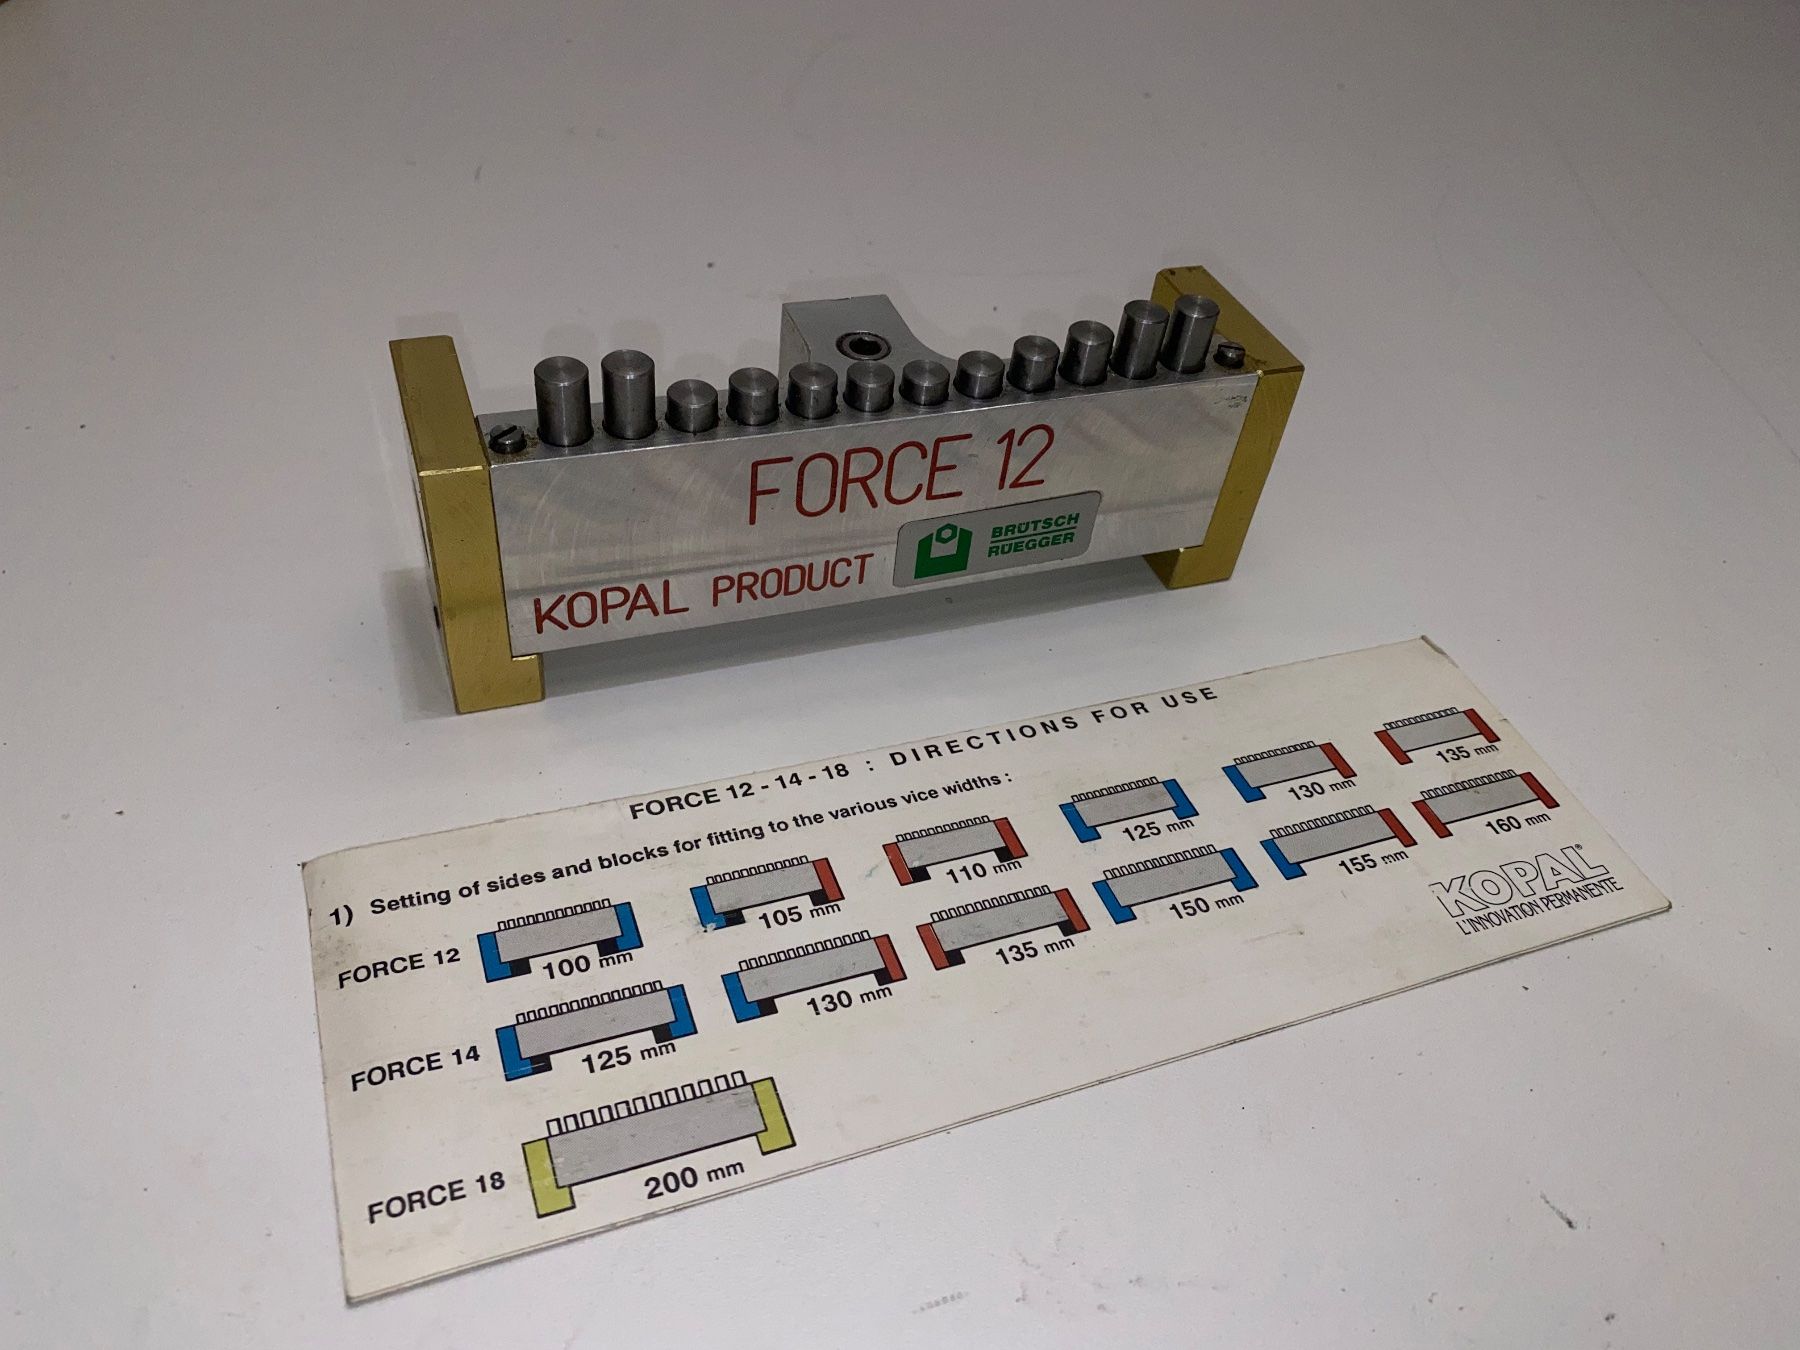 FORCE 12
KOPAL PRODUCT
BRÜTSCH
RÜEGGER
FORCE 12 - 14 - 18 : DIRECTIONS FOR USE
1) Setting of sides and blocks for fitting to the various vice widths :
FORCE 12 100 mm 105 mm 110 mm 125 mm 130 mm 135 mm
FORCE 14 125 mm 130 mm 135 mm 150 mm 155 mm 160 mm
FORCE 18 200 mm
KOPAL®
L'INNOVATION PERMANENTE